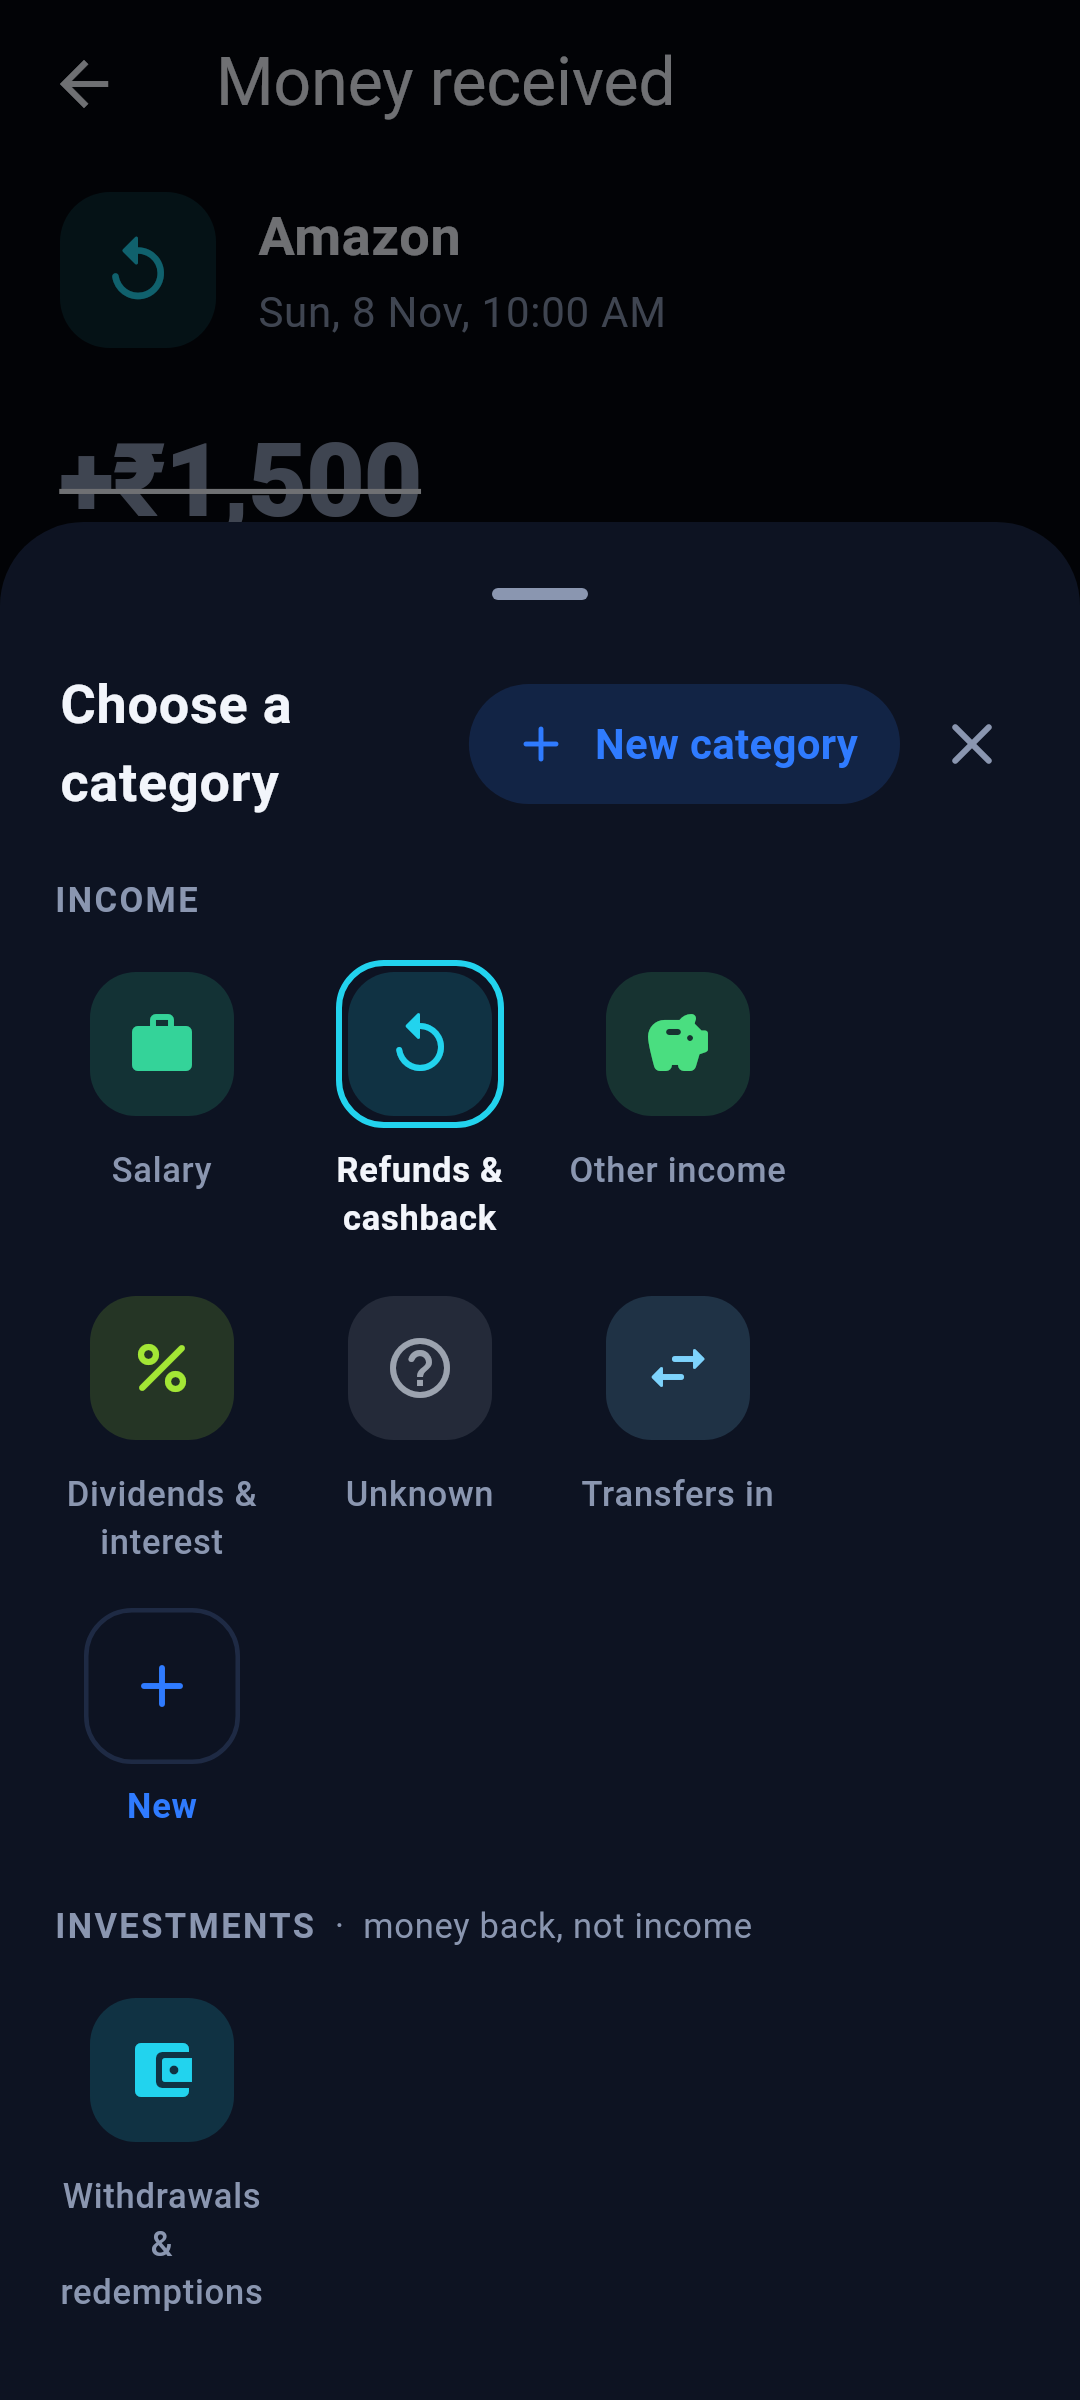 Money received
Amazon
Sun, 8 Nov, 10:00 AM
+₹1,500
Choose a
category
New category
INCOME
Salary
Refunds &
cashback
Other income
Dividends &
interest
Unknown
Transfers in
New
INVESTMENTS · money back, not income
Withdrawals
&
redemptions